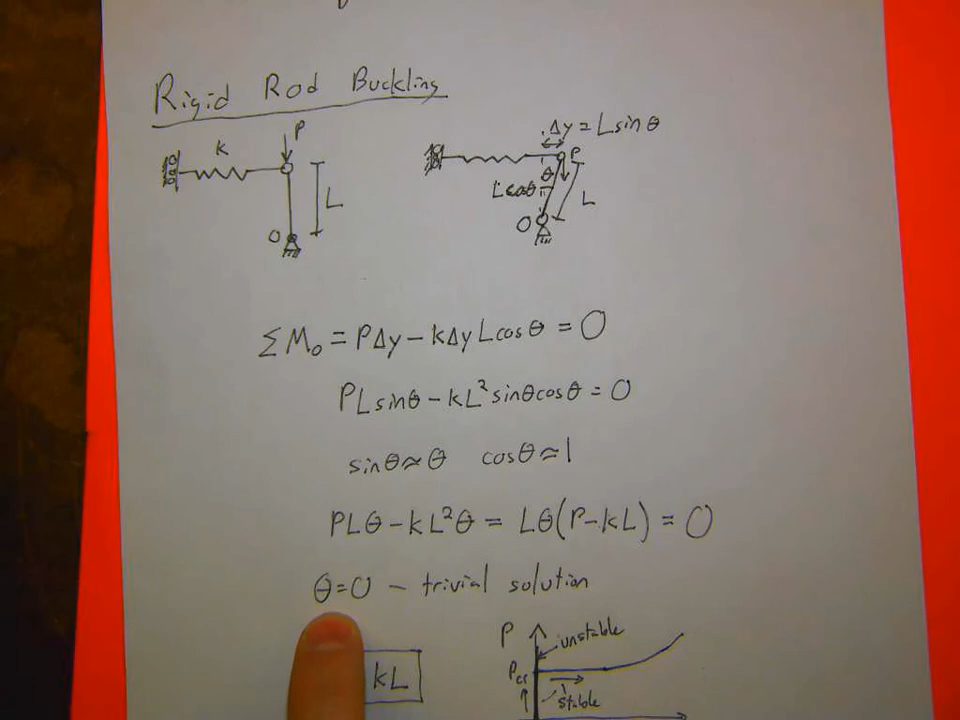 Rigid Rod Buckling
k P L O
Δy = L sin θ
P θ L cos θ L O
Σ M₀ = PΔy − kΔy L cos θ = 0
PL sin θ − kL² sin θ cos θ = 0
sin θ ≈ θ cos θ ≈ 1
PLθ − kL²θ = Lθ(P − kL) = 0
θ = 0 − trivial solution
kL
P unstable
Pcr
stable